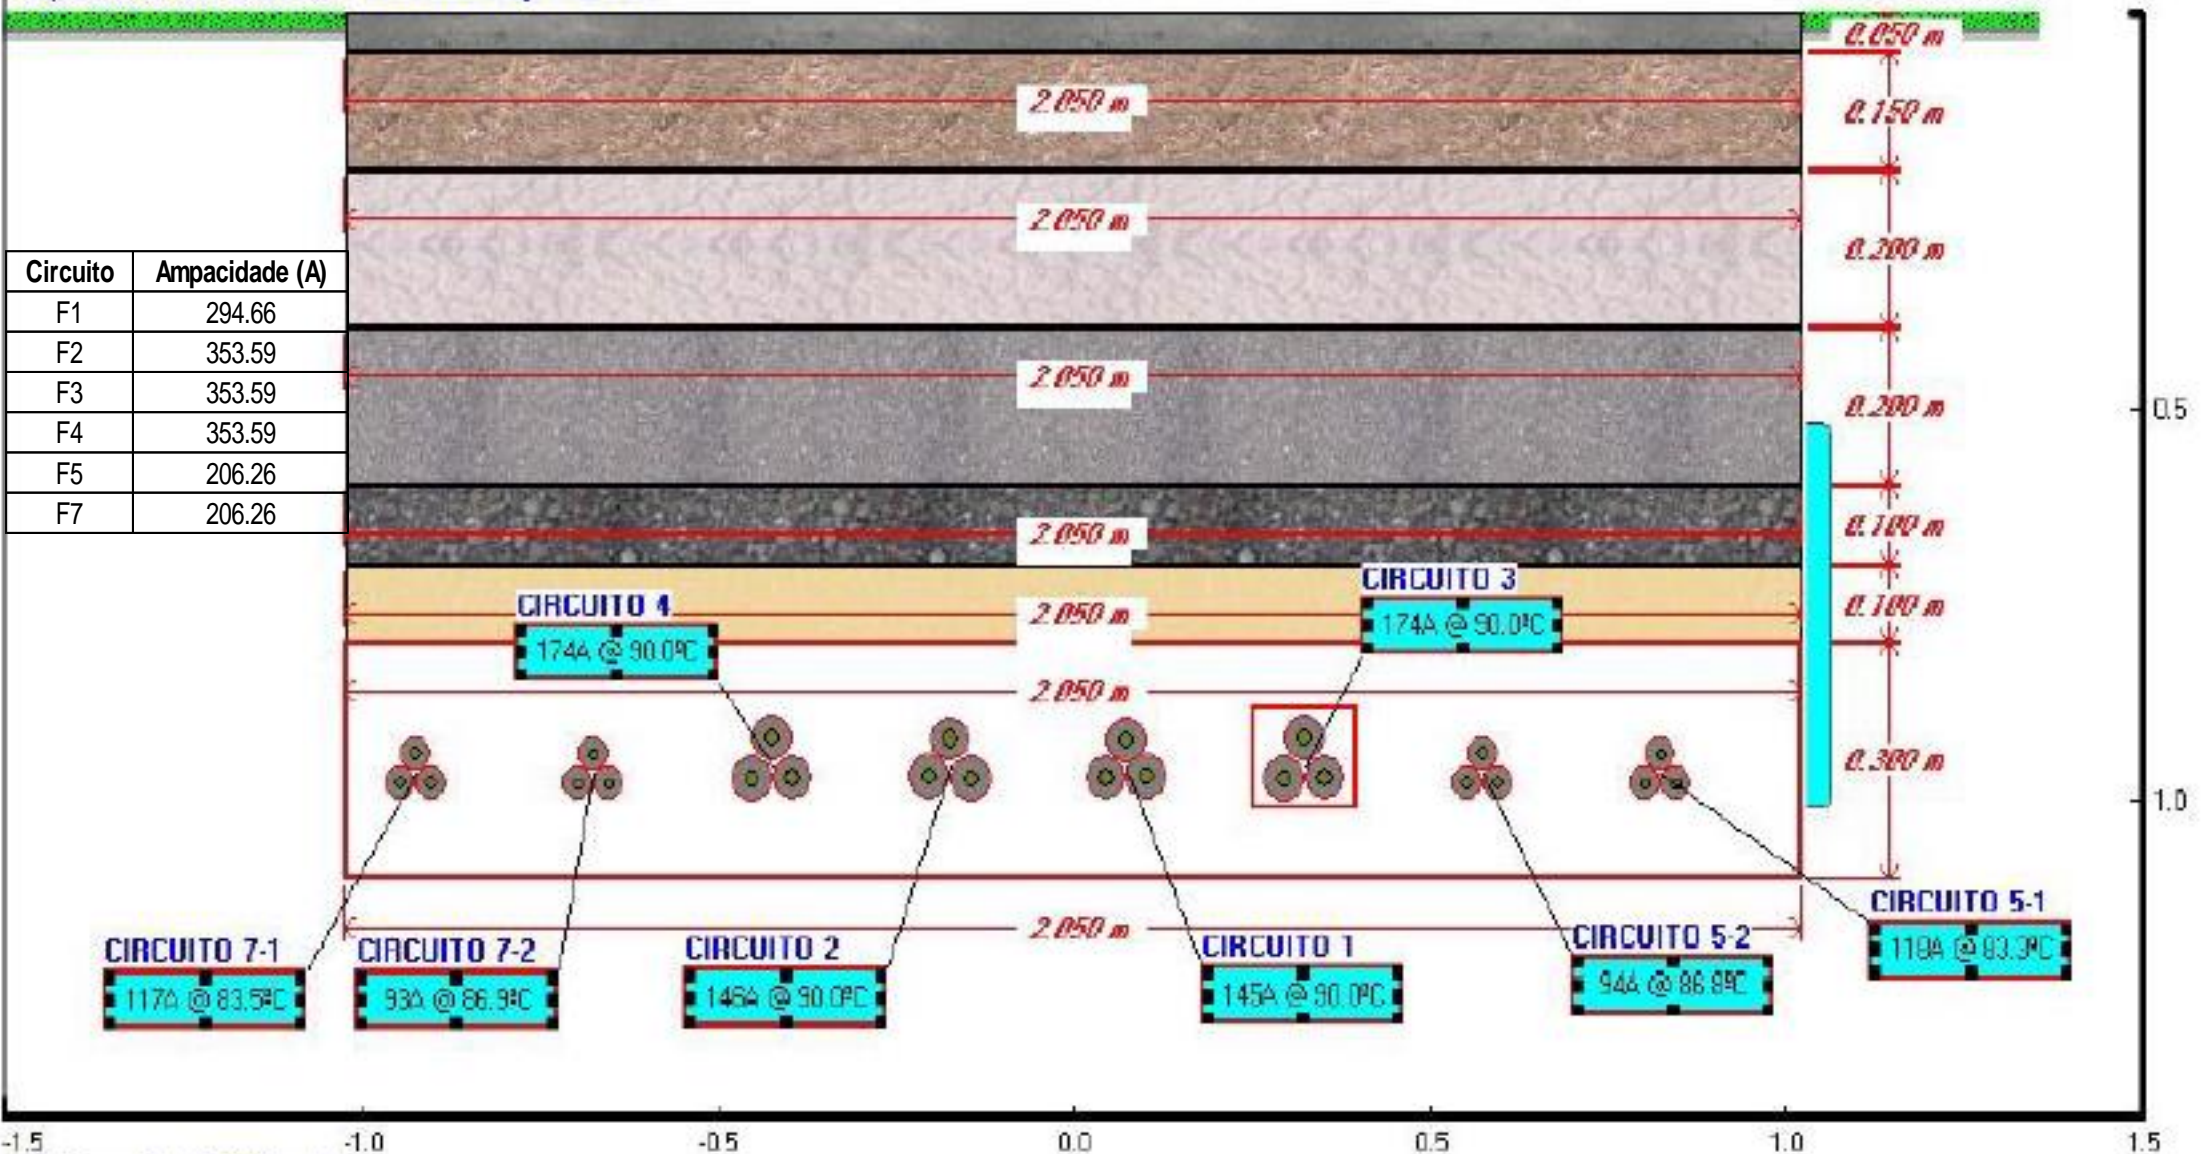 0.050 m
2.050 m
0.150 m
2.050 m
0.200 m
Circuito Ampacidade (A)
F1 294.66
F2 353.59
F3 353.59
F4 353.59
F5 206.26
F7 206.26
2.050 m
0.200 m
0.5
2.050 m
0.100 m
CIRCUITO 4
174A @ 90.0ºC
2.050 m
CIRCUITO 3
174A @ 90.0ºC
0.100 m
2.050 m
0.300 m
1.0
2.050 m
CIRCUITO 7-1
117A @ 83.5ºC
CIRCUITO 7-2
93A @ 86.9ºC
CIRCUITO 2
146A @ 90.0ºC
CIRCUITO 1
145A @ 90.0ºC
CIRCUITO 5-2
94A @ 86.8ºC
CIRCUITO 5-1
118A @ 83.3ºC
-1.5 -1.0 -0.5 0.0 0.5 1.0 1.5